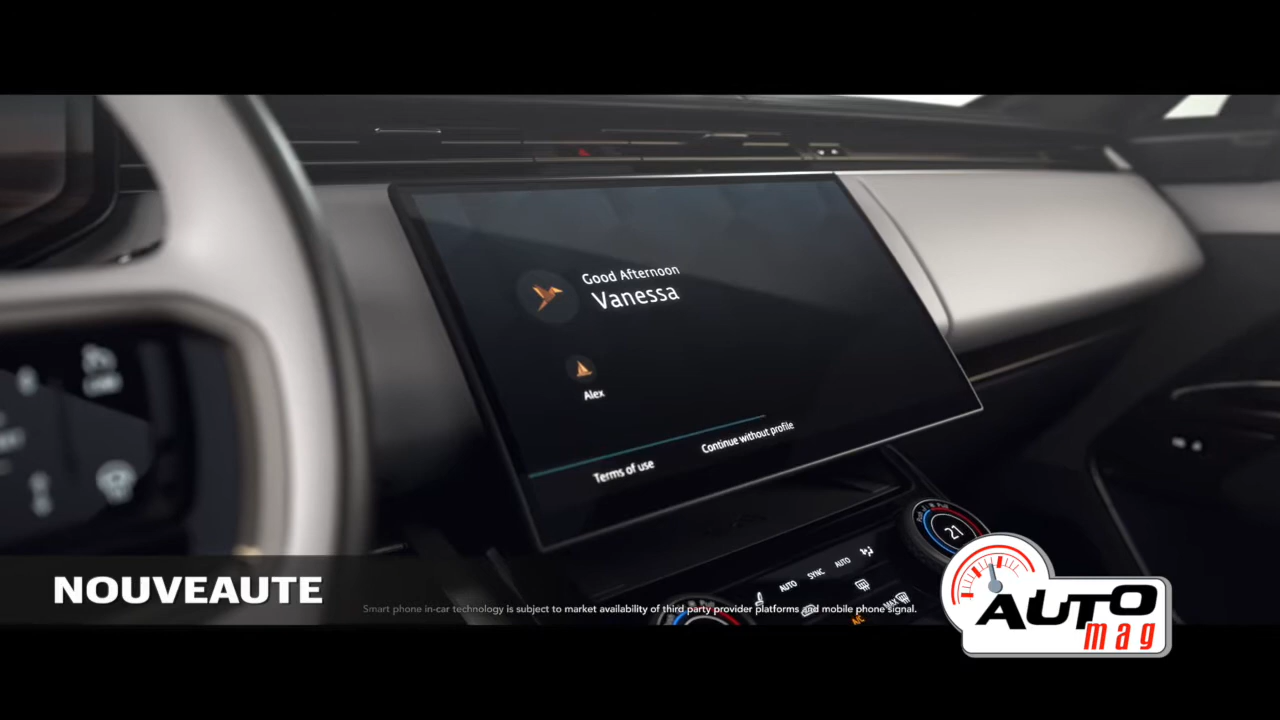 Good Afternoon
Vanessa
Alex
Continue without profile
Terms of use
21
AUTO SYNC AUTO
MAX
A/C
NOUVEAUTE
Smart phone in-car technology is subject to market availability of third party provider platforms and mobile phone signal.
AUTO
mag